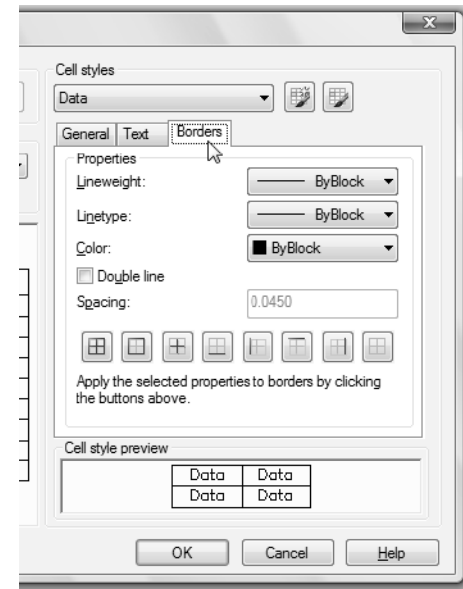 Cell styles
Data
General Text Borders
Properties
Lineweight: ByBlock
Linetype: ByBlock
Color: ByBlock
Double line
Spacing: 0.0450
Apply the selected properties to borders by clicking
the buttons above.
Cell style preview
Data Data
Data Data
OK Cancel Help